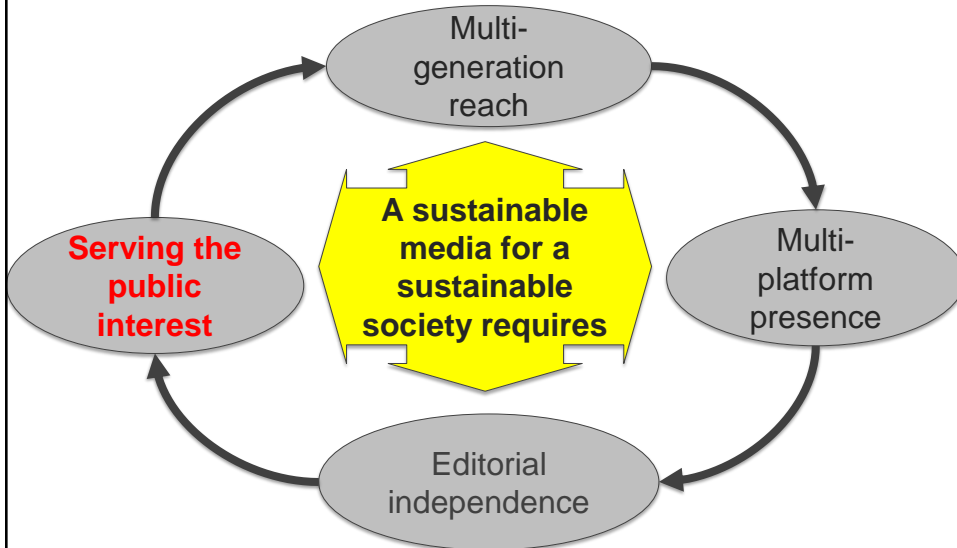 Multi-
generation
reach
A sustainable
media for a
sustainable
society requires
Serving the
public
interest
Multi-
platform
presence
Editorial
independence